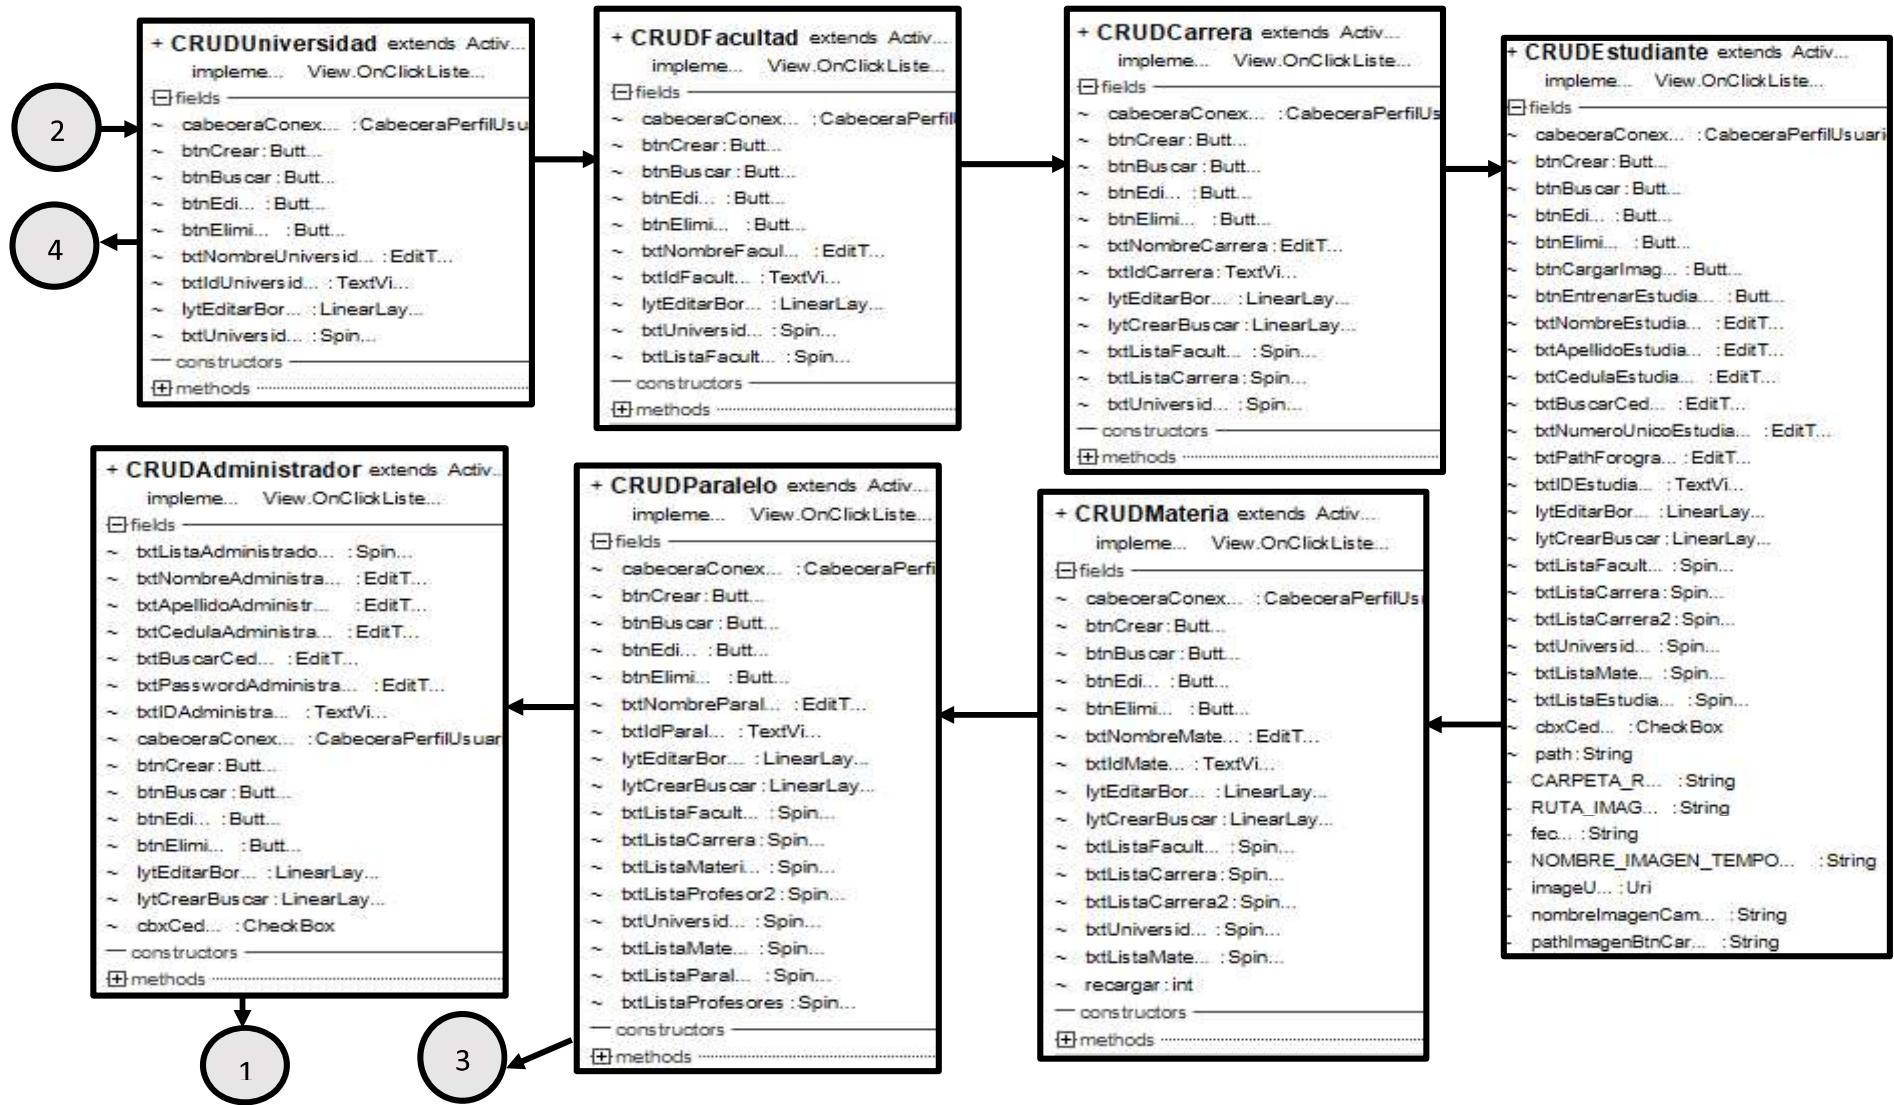 2
4
+ CRUDUniversidad extends Activ...
impleme... View.OnClickListe...
fields
~ cabeceraConex... :CabeceraPerfilUsu
~ btnCrear:Butt...
~ btnBuscar:Butt...
~ btnEdi... :Butt...
~ btnElimi... :Butt...
~ txtNombreUniversid... :EditT...
~ txtIdUniversid... :TextVi...
~ lytEditarBor... :LinearLay...
~ txtUniversid... :Spin...
constructors
methods
+ CRUDFacultad extends Activ...
impleme... View.OnClickListe...
fields
~ cabeceraConex... :CabeceraPerfil
~ btnCrear:Butt...
~ btnBuscar:Butt...
~ btnEdi... :Butt...
~ btnElimi... :Butt...
~ txtNombreFacul... :EditT...
~ txtIdFacult... :TextVi...
~ lytEditarBor... :LinearLay...
~ txtUniversid... :Spin...
~ txtListaFacult... :Spin...
constructors
methods
+ CRUDCarrera extends Activ...
impleme... View.OnClickListe...
fields
~ cabeceraConex... :CabeceraPerfilUs
~ btnCrear:Butt...
~ btnBuscar:Butt...
~ btnEdi... :Butt...
~ btnElimi... :Butt...
~ txtNombreCarrera:EditT...
~ txtIdCarrera:TextVi...
~ lytEditarBor... :LinearLay...
~ lytCrearBuscar:LinearLay...
~ txtListaFacult... :Spin...
~ txtListaCarrera:Spin...
~ txtUniversid... :Spin...
constructors
methods
+ CRUDEstudiante extends Activ...
impleme... View.OnClickListe...
fields
~ cabeceraConex... :CabeceraPerfilUsuari
~ btnCrear:Butt...
~ btnBuscar:Butt...
~ btnEdi... :Butt...
~ btnElimi... :Butt...
~ btnCargarImag... :Butt...
~ btnEntrenarEstudia... :Butt...
~ txtNombreEstudia... :EditT...
~ txtApellidoEstudia... :EditT...
~ txtCedulaEstudia... :EditT...
~ txtBuscarCed... :EditT...
~ txtNumeroUnicoEstudia... :EditT...
~ txtPathForogra... :EditT...
~ txtIDEstudia... :TextVi...
~ lytEditarBor... :LinearLay...
~ lytCrearBuscar:LinearLay...
~ txtListaFacult... :Spin...
~ txtListaCarrera:Spin...
~ txtListaCarrera2:Spin...
~ txtUniversid... :Spin...
~ txtListaMate... :Spin...
~ txtListaEstudia... :Spin...
~ cbxCed... :CheckBox
~ path:String
- CARPETA_R... :String
- RUTA_IMAG... :String
- fec... :String
- NOMBRE_IMAGEN_TEMPO... :String
- imageU... :Uri
- nombreImagenCam... :String
- pathImagenBtnCar... :String
+ CRUDAdministrador extends Activ...
impleme... View.OnClickListe...
fields
~ txtListaAdministrado... :Spin...
~ txtNombreAdministra... :EditT...
~ txtApellidoAdministr... :EditT...
~ txtCedulaAdministra... :EditT...
~ txtBuscarCed... :EditT...
~ txtPasswordAdministra... :EditT...
~ txtIDAdministra... :TextVi...
~ cabeceraConex... :CabeceraPerfilUsuar
~ btnCrear:Butt...
~ btnBuscar:Butt...
~ btnEdi... :Butt...
~ btnElimi... :Butt...
~ lytEditarBor... :LinearLay...
~ lytCrearBuscar:LinearLay...
~ cbxCed... :CheckBox
constructors
methods
1
+ CRUDParalelo extends Activ...
impleme... View.OnClickListe...
fields
~ cabeceraConex... :CabeceraPerfi
~ btnCrear:Butt...
~ btnBuscar:Butt...
~ btnEdi... :Butt...
~ btnElimi... :Butt...
~ txtNombreParal... :EditT...
~ txtIdParal... :TextVi...
~ lytEditarBor... :LinearLay...
~ lytCrearBuscar:LinearLay...
~ txtListaFacult... :Spin...
~ txtListaCarrera:Spin...
~ txtListaMateri... :Spin...
~ txtListaProfesor2:Spin...
~ txtUniversid... :Spin...
~ txtListaMate... :Spin...
~ txtListaParal... :Spin...
~ txtListaProfesores:Spin...
constructors
methods
3
+ CRUDMateria extends Activ...
impleme... View.OnClickListe...
fields
~ cabeceraConex... :CabeceraPerfilUs
~ btnCrear:Butt...
~ btnBuscar:Butt...
~ btnEdi... :Butt...
~ btnElimi... :Butt...
~ txtNombreMate... :EditT...
~ txtIdMate... :TextVi...
~ lytEditarBor... :LinearLay...
~ lytCrearBuscar:LinearLay...
~ txtListaFacult... :Spin...
~ txtListaCarrera:Spin...
~ txtListaCarrera2:Spin...
~ txtUniversid... :Spin...
~ txtListaMate... :Spin...
~ recargar:int
constructors
methods